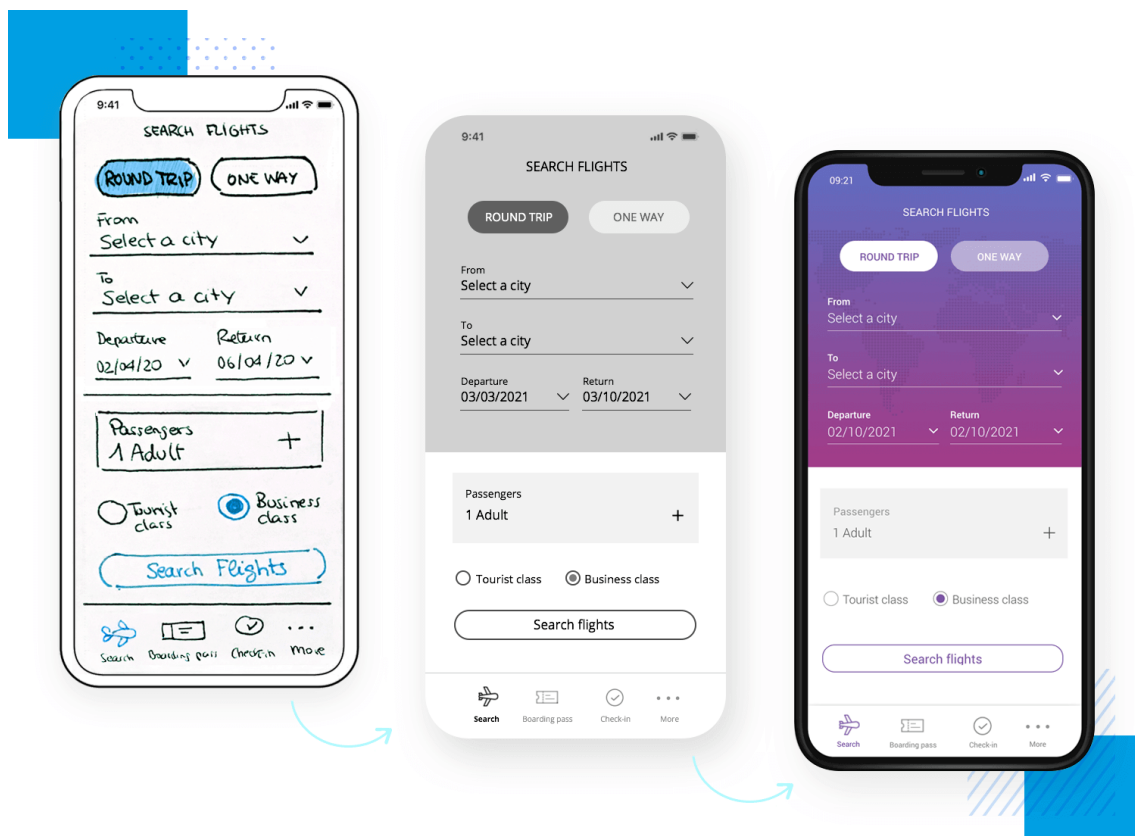 9:41
SEARCH FLIGHTS
ROUND TRIP ONE WAY
From
Select a city
To
Select a city
Departure Return
02/04/20 06/04/20
Passengers
1 Adult
Tourist class Business class
Search Flights
Search Boarding pass Check-in More
9:41
SEARCH FLIGHTS
ROUND TRIP ONE WAY
From
Select a city
To
Select a city
Departure Return
03/03/2021 03/10/2021
Passengers
1 Adult
Tourist class Business class
Search flights
Search Boarding pass Check-in More
09:21
SEARCH FLIGHTS
ROUND TRIP ONE WAY
From
Select a city
To
Select a city
Departure Return
02/10/2021 02/10/2021
Passengers
1 Adult
Tourist class Business class
Search flights
Search Boarding pass Check-in More